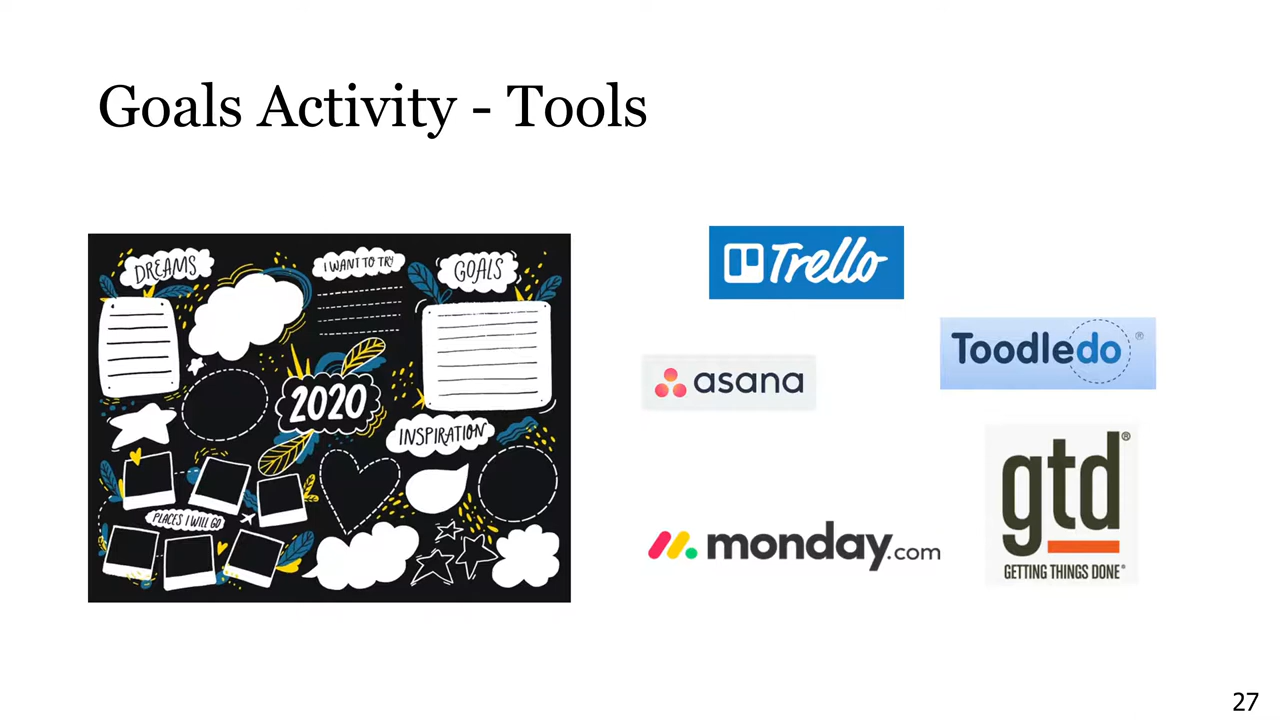 Goals Activity - Tools
DREAMS
I WANT TO TRY
GOALS
2020
INSPIRATION
PLACES I WILL GO
Trello
Toodledo®
asana
gtd®
GETTING THINGS DONE®
monday.com
27